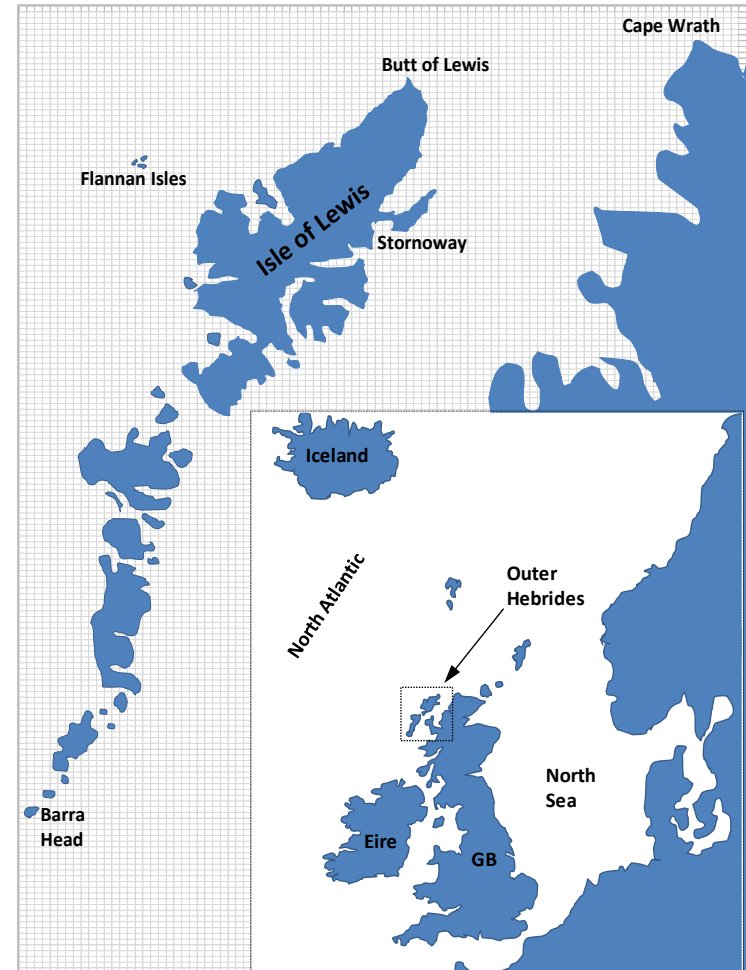 Cape Wrath
Butt of Lewis
Flannan Isles
Isle of Lewis
Stornoway
Iceland
North Atlantic
Outer
Hebrides
North
Sea
Barra
Head
Eire
GB